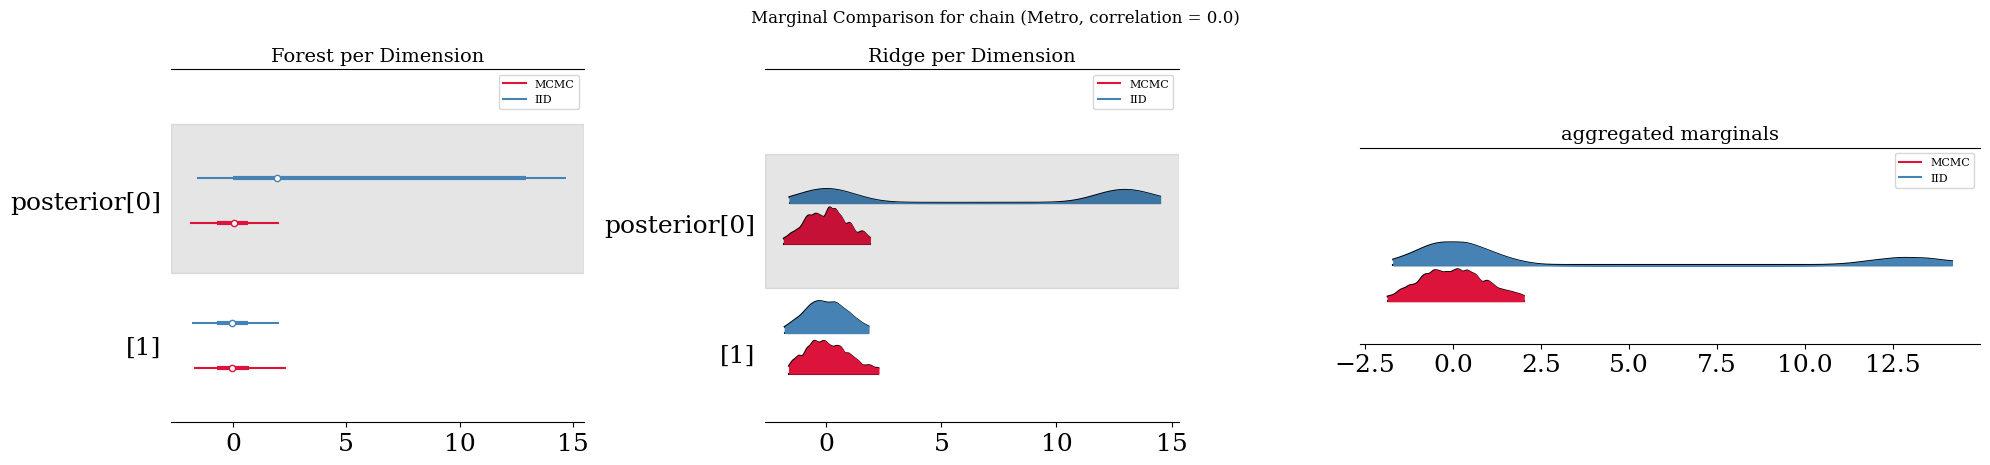 Marginal Comparison for chain (Metro, correlation = 0.0)
Forest per Dimension
MCMC
IID
posterior[0]
[1]
0 5 10 15
Ridge per Dimension
MCMC
IID
posterior[0]
[1]
0 5 10 15
aggregated marginals
MCMC
IID
−2.5 0.0 2.5 5.0 7.5 10.0 12.5